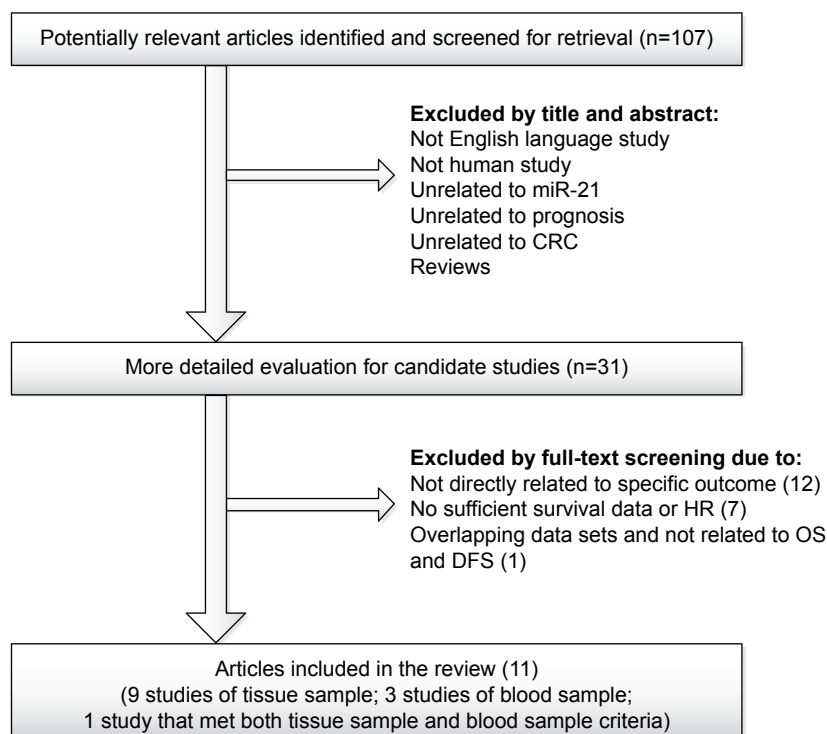 Potentially relevant articles identified and screened for retrieval (n=107)
Excluded by title and abstract:
Not English language study
Not human study
Unrelated to miR-21
Unrelated to prognosis
Unrelated to CRC
Reviews
More detailed evaluation for candidate studies (n=31)
Excluded by full-text screening due to:
Not directly related to specific outcome (12)
No sufficient survival data or HR (7)
Overlapping data sets and not related to OS
and DFS (1)
Articles included in the review (11)
(9 studies of tissue sample; 3 studies of blood sample;
1 study that met both tissue sample and blood sample criteria)